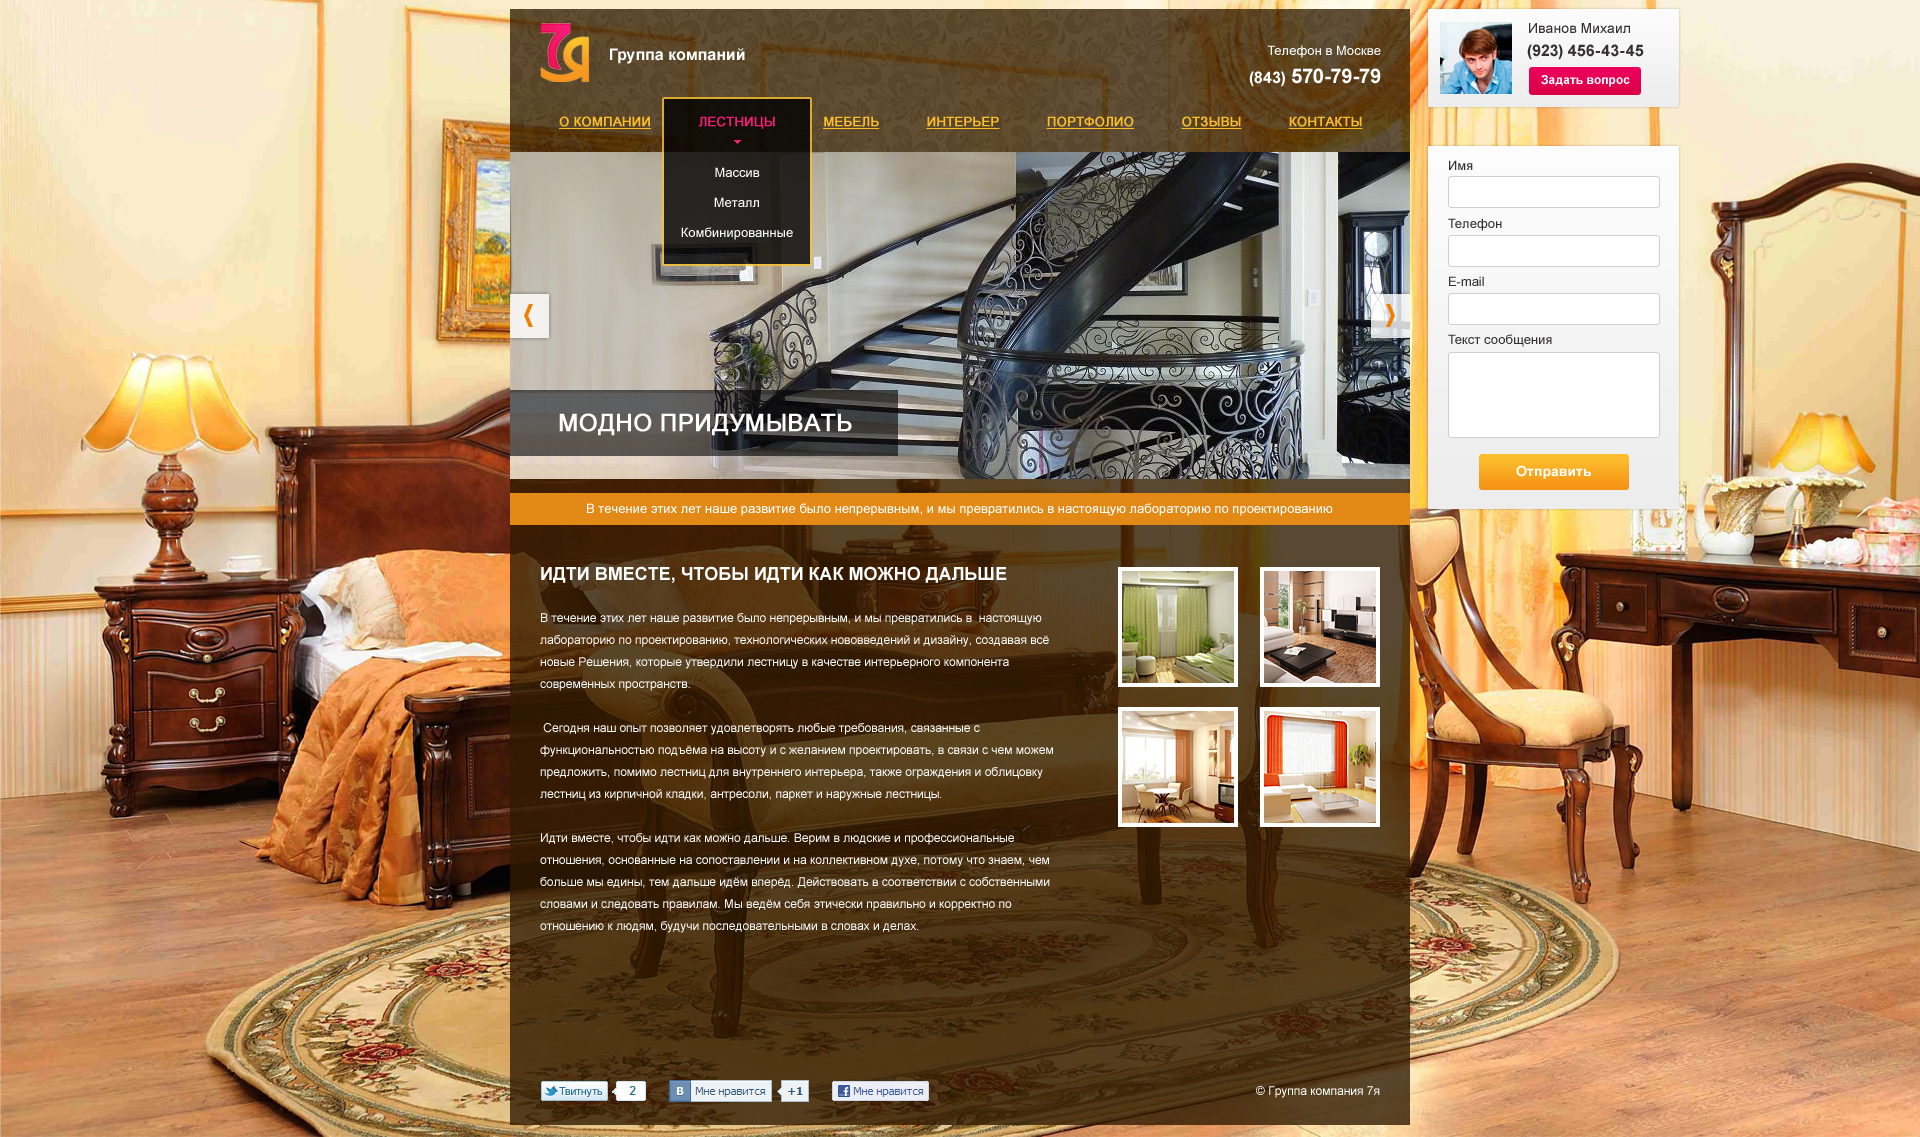 7я
Группа компаний
Телефон в Москве
(843) 570-79-79
О КОМПАНИИ
ЛЕСТНИЦЫ
МЕБЕЛЬ
ИНТЕРЬЕР
ПОРТФОЛИО
ОТЗЫВЫ
КОНТАКТЫ
Массив
Металл
Комбинированные
МОДНО ПРИДУМЫВАТЬ
В течение этих лет наше развитие было непрерывным, и мы превратились в настоящую лабораторию по проектированию
ИДТИ ВМЕСТЕ, ЧТОБЫ ИДТИ КАК МОЖНО ДАЛЬШЕ
В течение этих лет наше развитие было непрерывным, и мы превратились в настоящую
лабораторию по проектированию, технологических нововведений и дизайну, создавая всё
новые Решения, которые утвердили лестницу в качестве интерьерного компонента
современных пространств.
Сегодня наш опыт позволяет удовлетворять любые требования, связанные с
функциональностью подъёма на высоту и с желанием проектировать, в связи с чем можем
предложить, помимо лестниц для внутреннего интерьера, также ограждения и облицовку
лестниц из кирпичной кладки, антресоли, паркет и наружные лестницы.
Идти вместе, чтобы идти как можно дальше. Верим в людские и профессиональные
отношения, основанные на сопоставлении и на коллективном духе, потому что знаем, чем
больше мы едины, тем дальше идём вперёд. Действовать в соответствии с собственными
словами и следовать правилам. Мы ведём себя этически правильно и корректно по
отношению к людям, будучи последовательными в словах и делах.
Твитнуть
2
В
Мне нравится
+1
f
Мне нравится
© Группа компания 7я
Иванов Михаил
(923) 456-43-45
Задать вопрос
Имя
Телефон
E-mail
Текст сообщения
Отправить